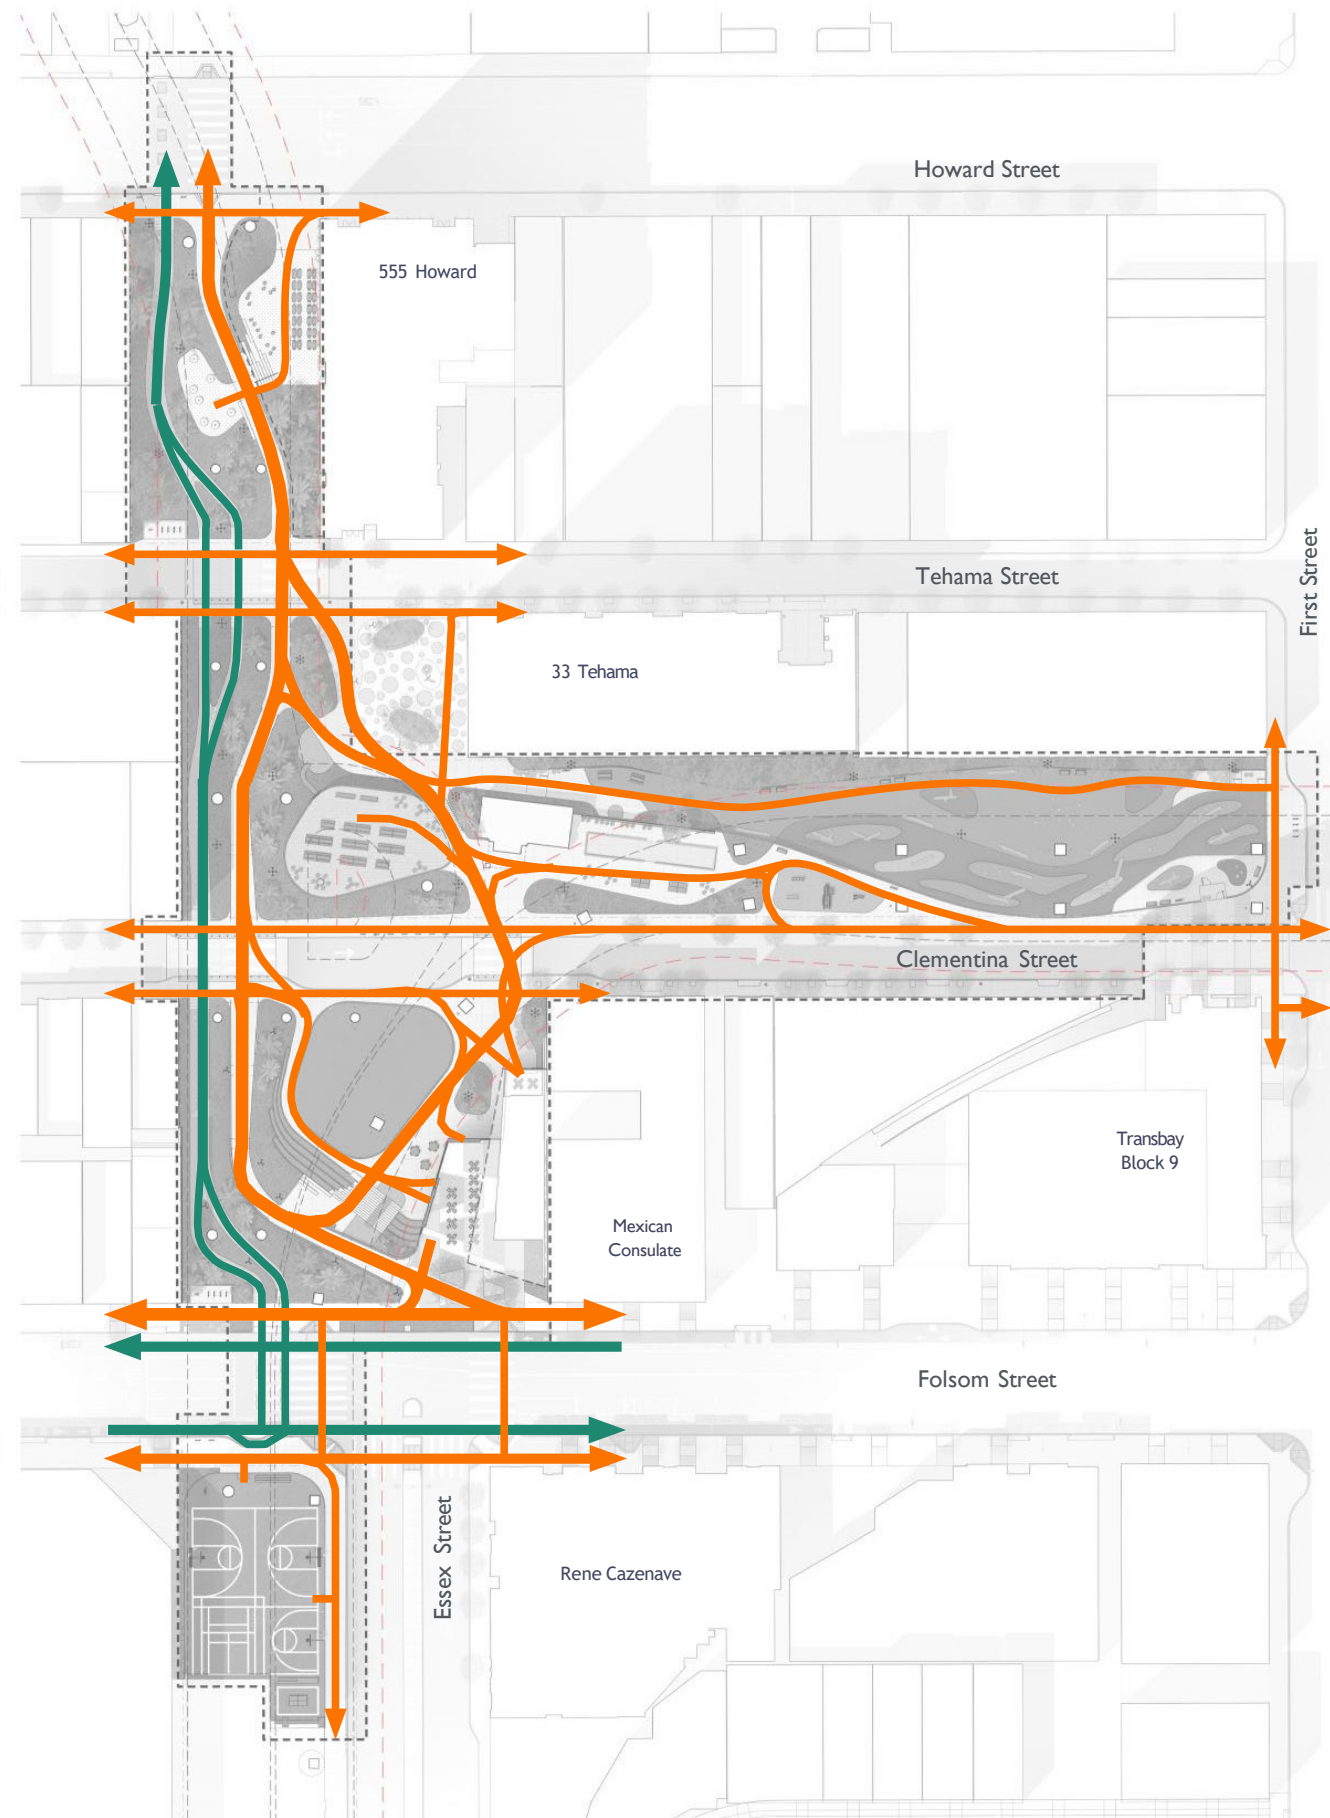 Howard Street
555 Howard
First Street
Tehama Street
33 Tehama
Clementina Street
Transbay
Block 9
Mexican
Consulate
Folsom Street
Essex Street
Rene Cazenave